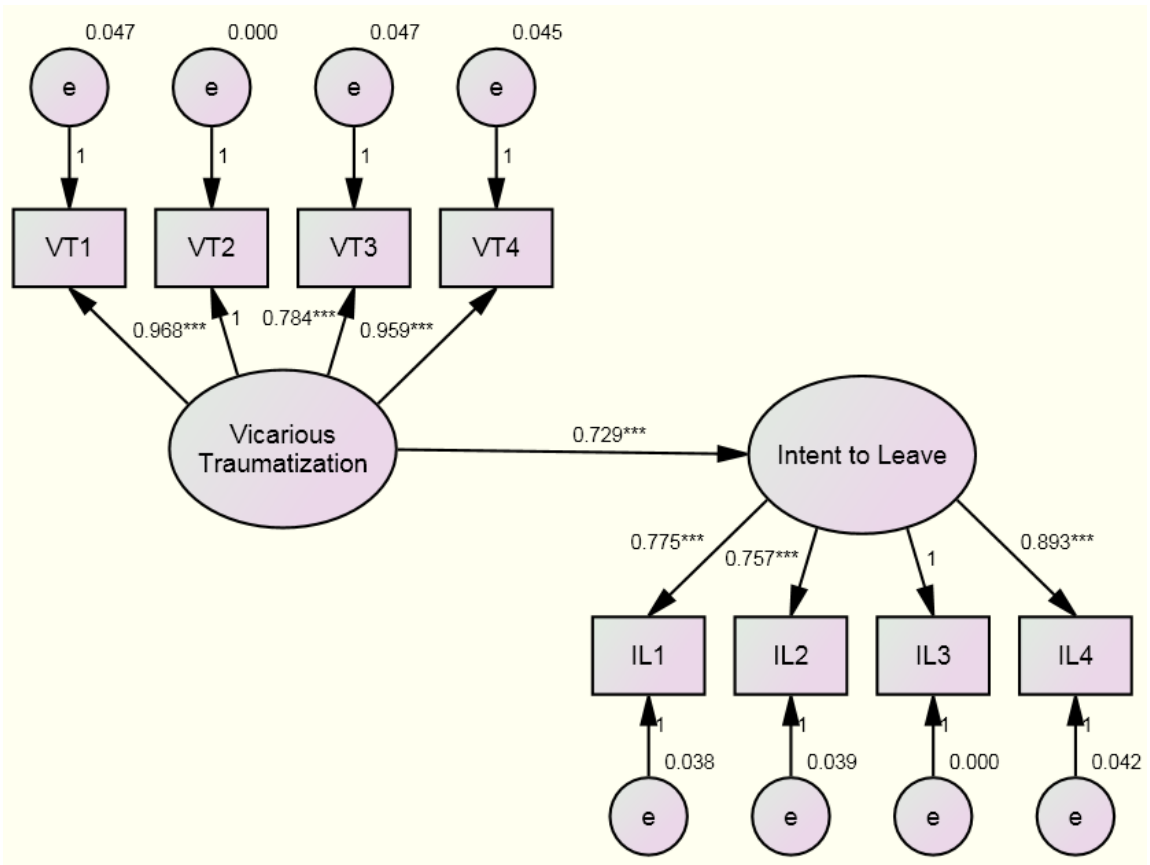 0.047 0.000 0.047 0.045
e e e e
1 1 1 1
VT1 VT2 VT3 VT4
0.968*** 1 0.784*** 0.959***
Vicarious
Traumatization
0.729***
Intent to Leave
0.775*** 0.757*** 1 0.893***
IL1 IL2 IL3 IL4
1 1 1 1
0.038 0.039 0.000 0.042
e e e e